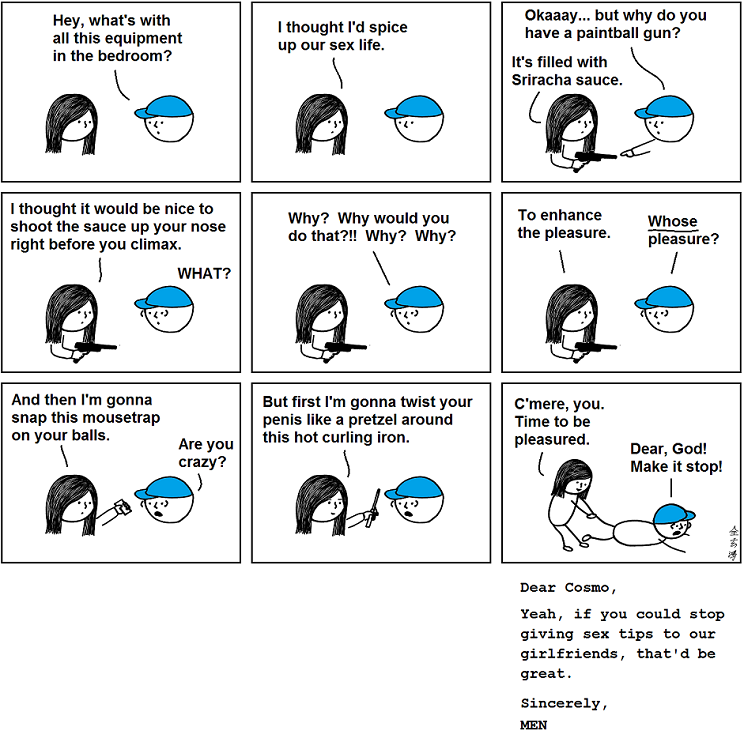 Hey, what's with
all this equipment
in the bedroom?
I thought I'd spice
up our sex life.
Okaaay... but why do you
have a paintball gun?
It's filled with
Sriracha sauce.
I thought it would be nice to
shoot the sauce up your nose
right before you climax.
WHAT?
Why?  Why would you
do that?!!  Why?  Why?
To enhance
the pleasure.
Whose
pleasure?
And then I'm gonna
snap this mousetrap
on your balls.
Are you
crazy?
But first I'm gonna twist your
penis like a pretzel around
this hot curling iron.
C'mere, you.
Time to be
pleasured.
Dear, God!
Make it stop!
Dear Cosmo,
Yeah, if you could stop
giving sex tips to our
girlfriends, that'd be
great.
Sincerely,
MEN